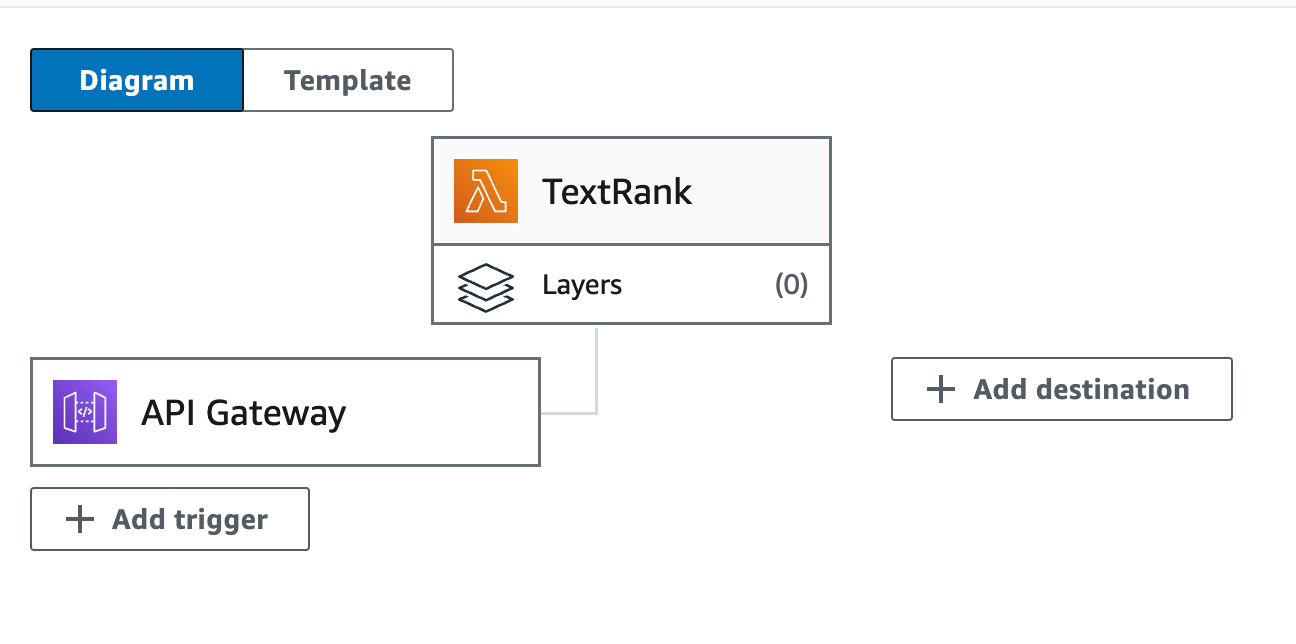 Diagram
Template
TextRank
Layers (0)
API Gateway
Add destination
Add trigger